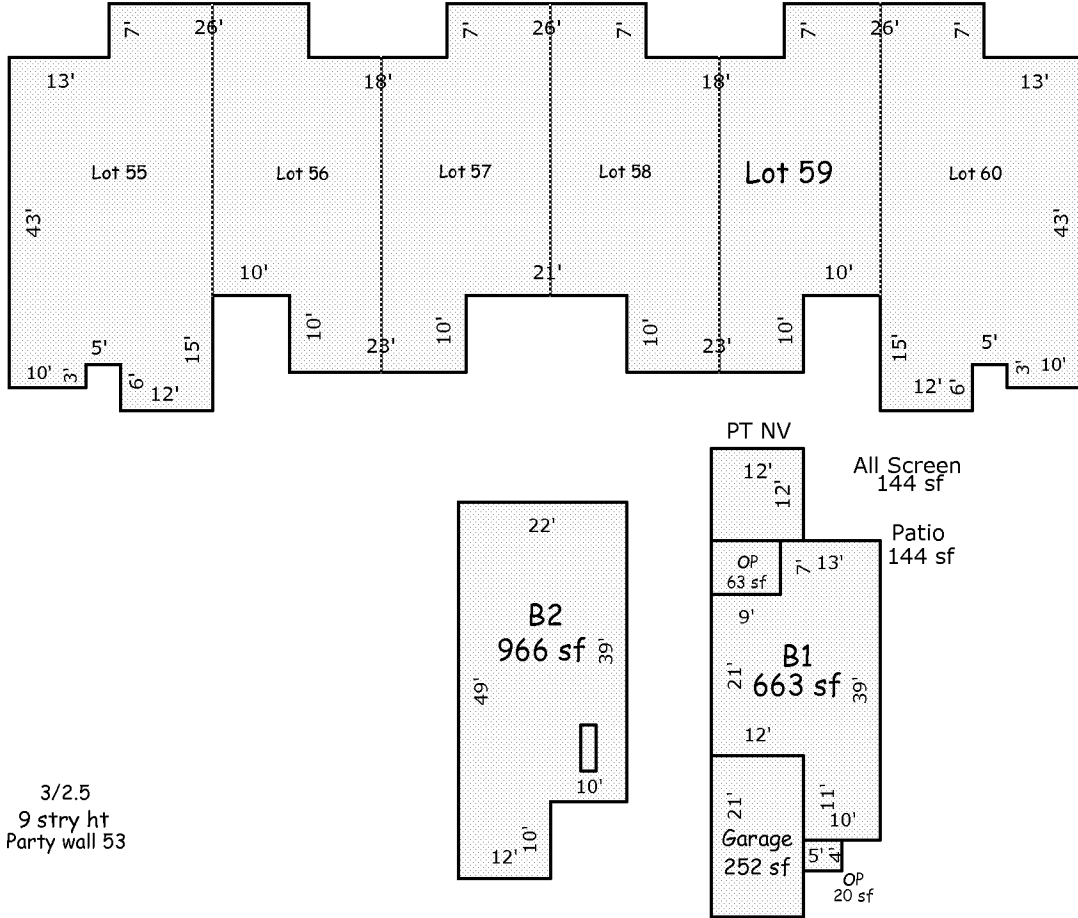 7'
26'
7'
26'
7'
7'
26'
7'
13'
18'
18'
13'
Lot 55
Lot 56
Lot 57
Lot 58
Lot 59
Lot 60
43'
43'
10'
21'
10'
10'
10'
10'
10'
15'
5'
23'
23'
15'
5'
10'
3'
6'
12'
12'
6'
3'
10'
PT NV
12'
12'
All Screen
144 sf
22'
Patio
144 sf
OP
63 sf
7'
13'
9'
B2
966 sf
39'
49'
B1
663 sf
21'
39'
12'
10'
10'
12'
21'
11'
10'
Garage
252 sf
5'
4'
OP
20 sf
3/2.5
9 stry ht
Party wall 53